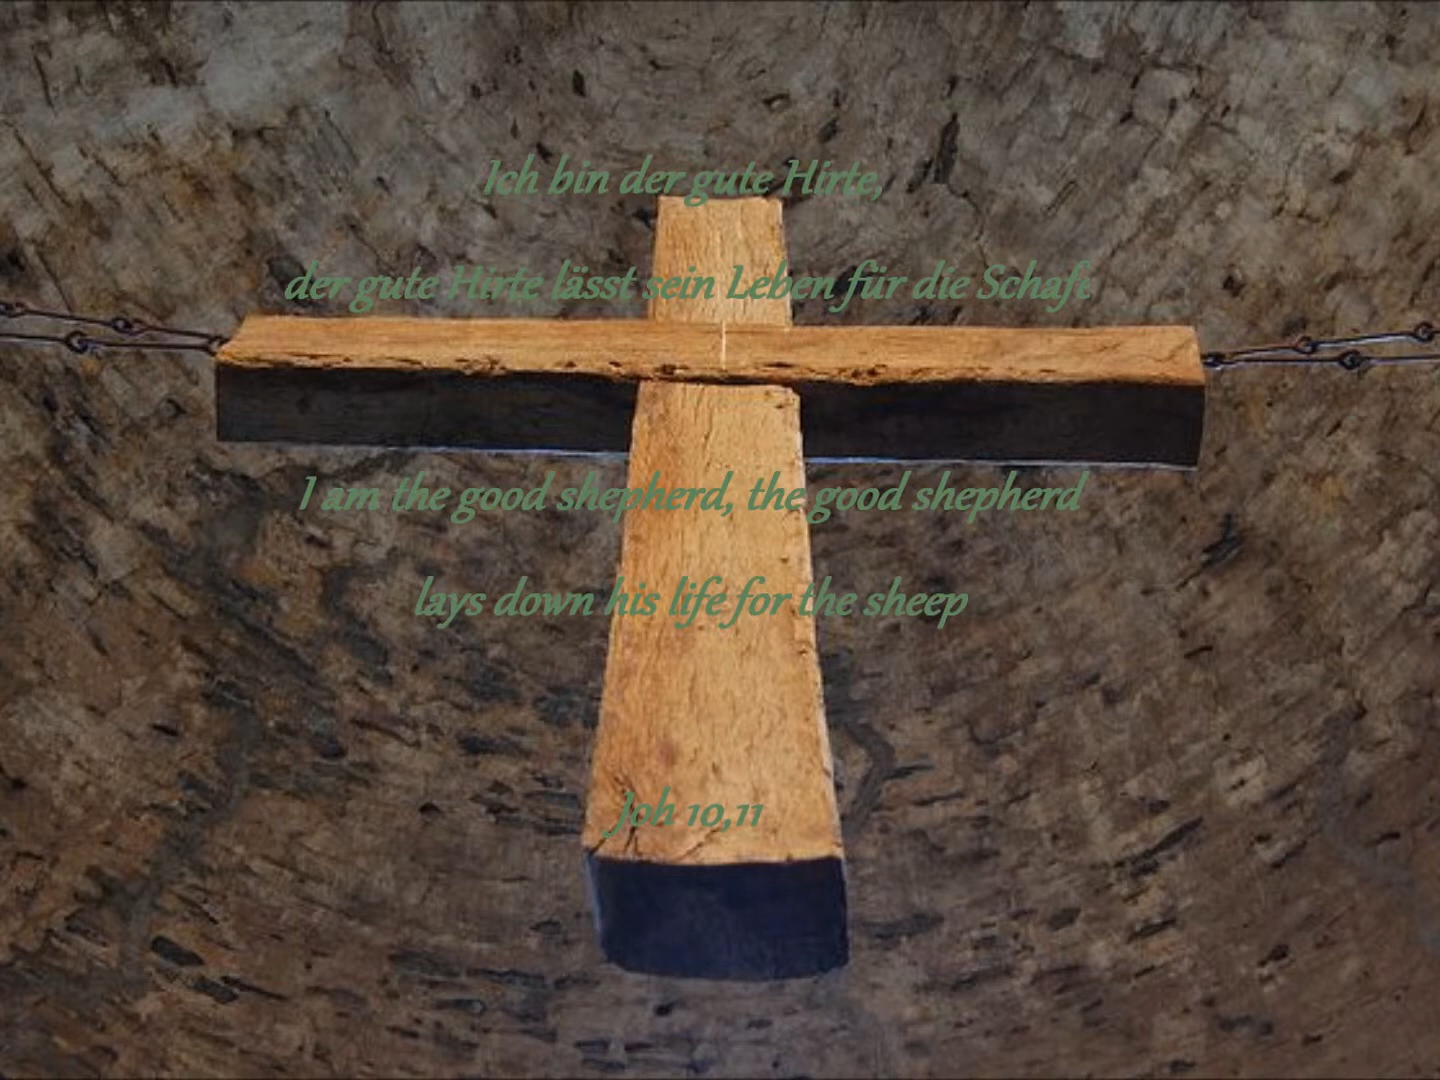 Ich bin der gute Hirte,
der gute Hirte lässt sein Leben für die Schafe
I am the good shepherd, the good shepherd
lays down his life for the sheep
Joh 10,11